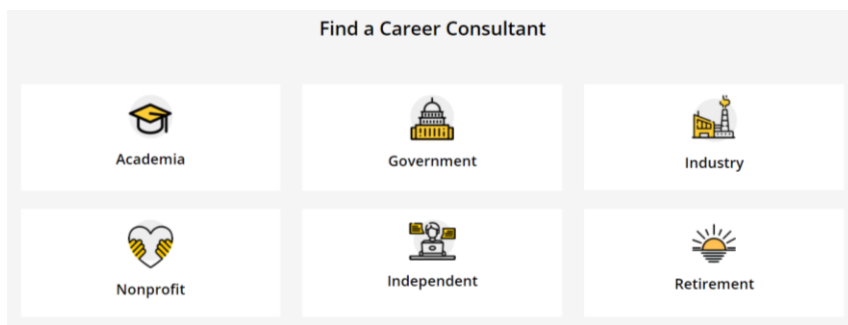 Find a Career Consultant
Academia
Government
Industry
Nonprofit
Independent
Retirement